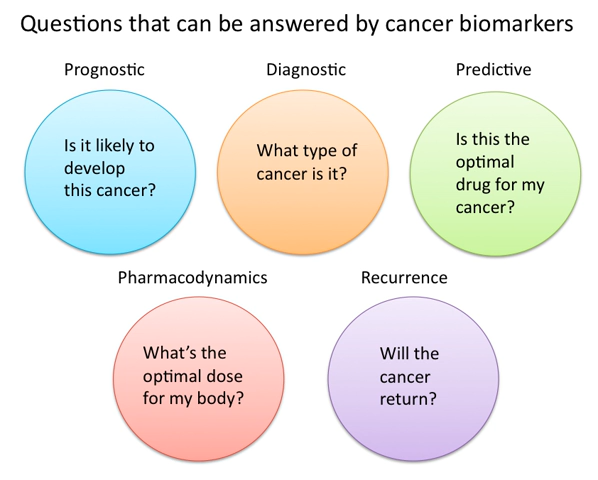 Questions that can be answered by cancer biomarkers
Prognostic
Is it likely to
develop
this cancer?
Diagnostic
What type of
cancer is it?
Predictive
Is this the
optimal
drug for my
cancer?
Pharmacodynamics
What's the
optimal dose
for my body?
Recurrence
Will the
cancer
return?